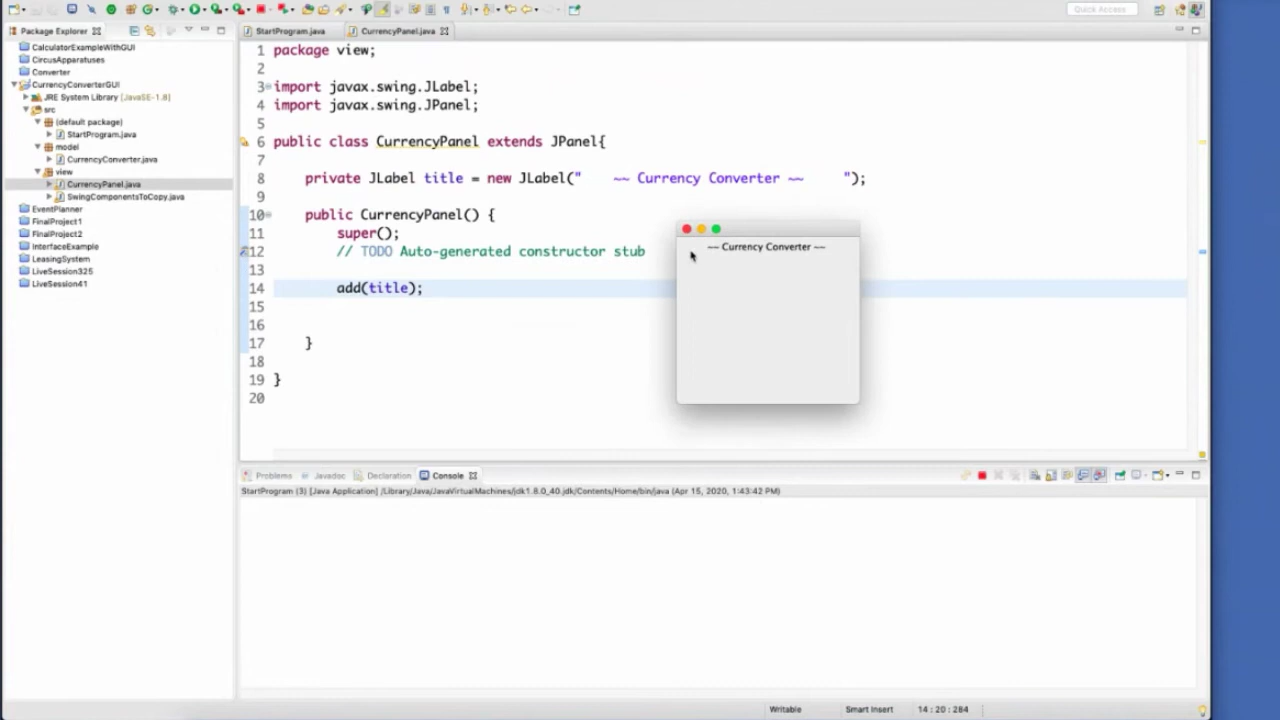 Quick Access
Package Explorer
CalculatorExampleWithGUI
CircusApparatuses
Converter
CurrencyConverterGUI
JRE System Library [JavaSE-1.8]
src
(default package)
StartProgram.java
model
CurrencyConverter.java
view
CurrencyPanel.java
SwingComponentsToCopy.java
EventPlanner
FinalProject1
FinalProject2
InterfaceExample
LeasingSystem
LiveSession325
LiveSession41
StartProgram.java
CurrencyPanel.java
1 package view;
2
3 import javax.swing.JLabel;
4 import javax.swing.JPanel;
5
6 public class CurrencyPanel extends JPanel{
7
8 private JLabel title = new JLabel("    ~~ Currency Converter ~~    ");
9
10 public CurrencyPanel() {
11 super();
12 // TODO Auto-generated constructor stub
13
14 add(title);
15
16
17 }
18
19 }
20
~~ Currency Converter ~~
Problems
Javadoc
Declaration
Console
StartProgram (3) [Java Application] /Library/Java/JavaVirtualMachines/jdk1.8.0_40.jdk/Contents/Home/bin/java (Apr 15, 2020, 1:43:42 PM)
Writable
Smart Insert
14 : 20 : 284